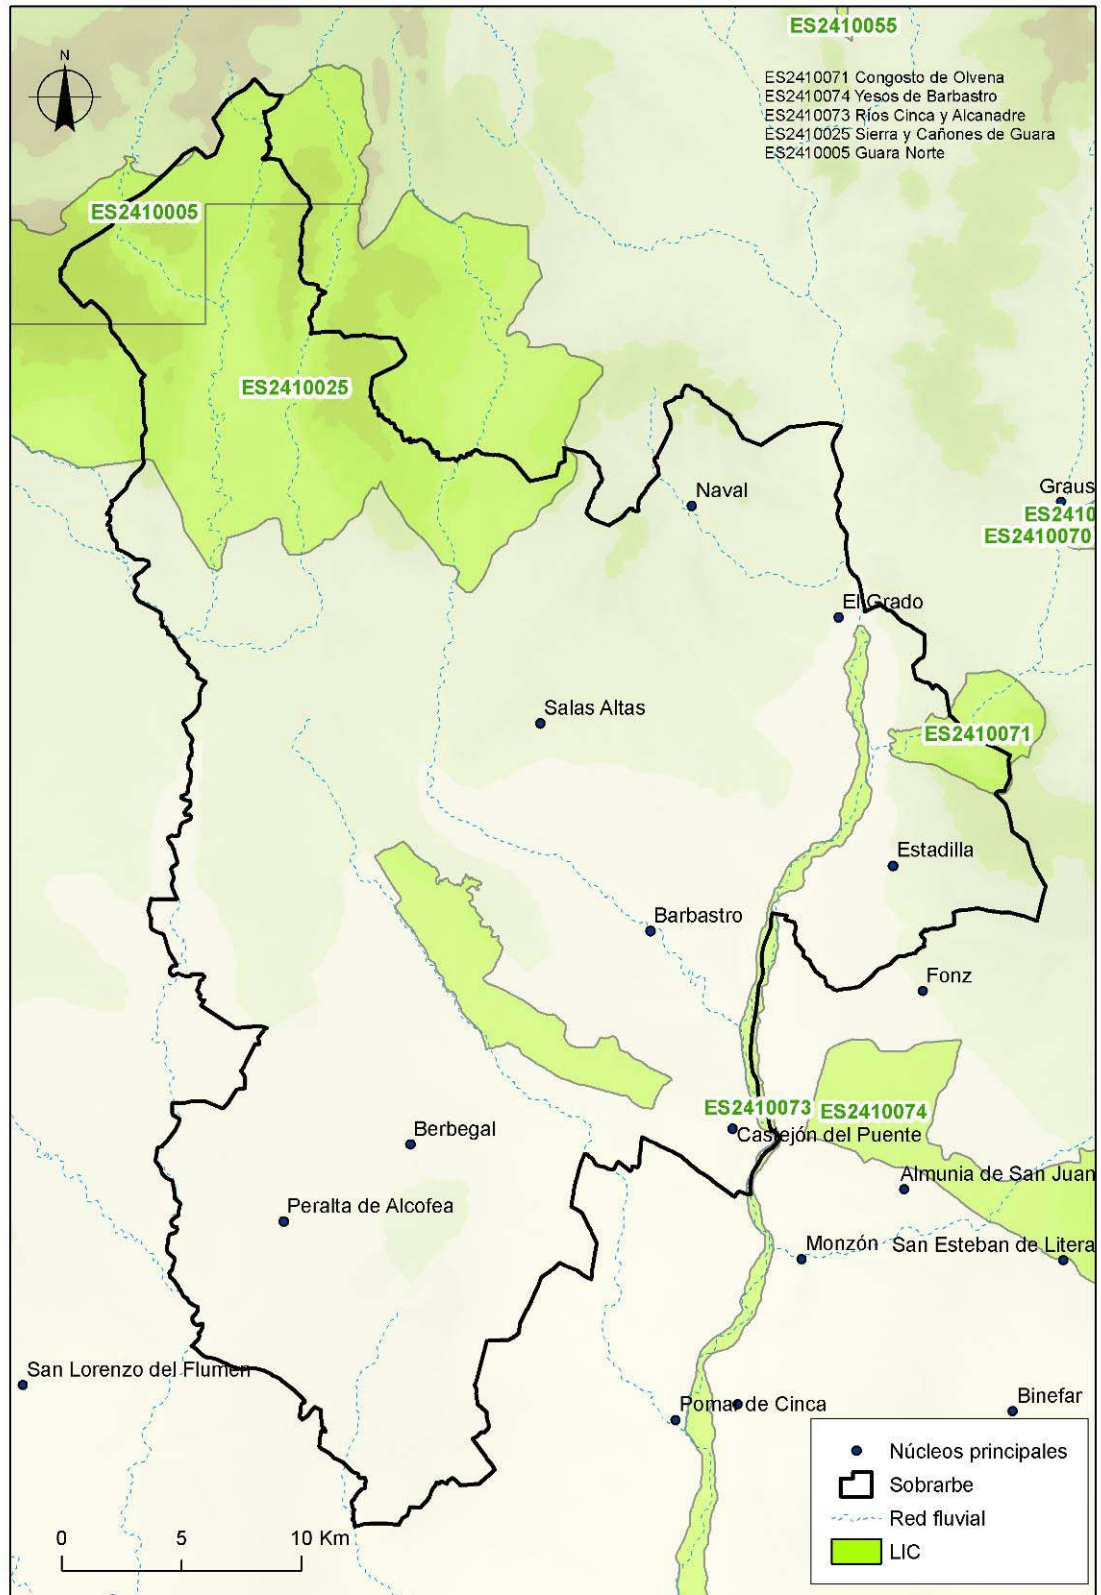 ES2410055
N
ES2410071 Congosto de Olvena
ES2410074 Yesos de Barbastro
ES2410073 Ríos Cinca y Alcanadre
ES2410025 Sierra y Cañones de Guara
ES2410005 Guara Norte
ES2410005
ES2410025
Naval
Graus
ES2410
ES2410070
El Grado
Salas Altas
ES2410071
Estadilla
Barbastro
Fonz
ES2410073
ES2410074
Castejón del Puente
Berbegal
Almunia de San Juan
Peralta de Alcofea
Monzón
San Esteban de Litera
San Lorenzo del Flumen
Pomar de Cinca
Binefar
Núcleos principales
Sobrarbe
Red fluvial
LIC
0 5 10 Km